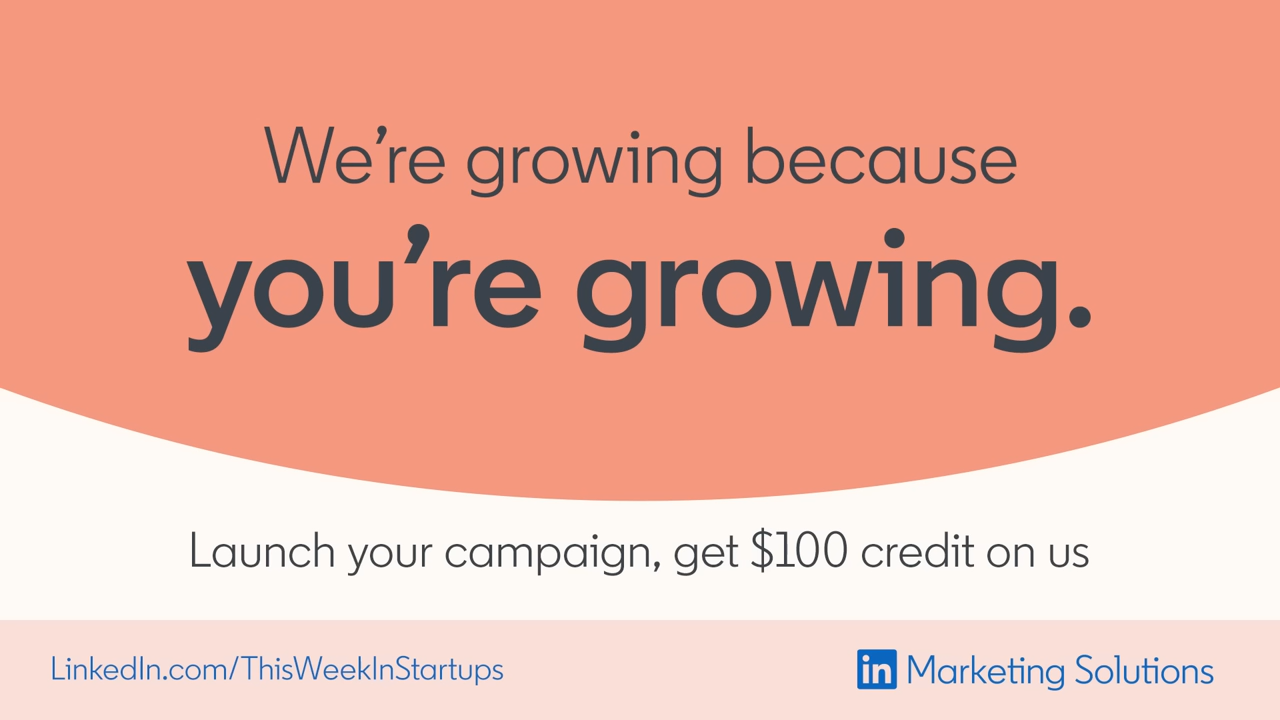 We’re growing because
you’re growing.
Launch your campaign, get $100 credit on us
LinkedIn.com/ThisWeekInStartups
in Marketing Solutions